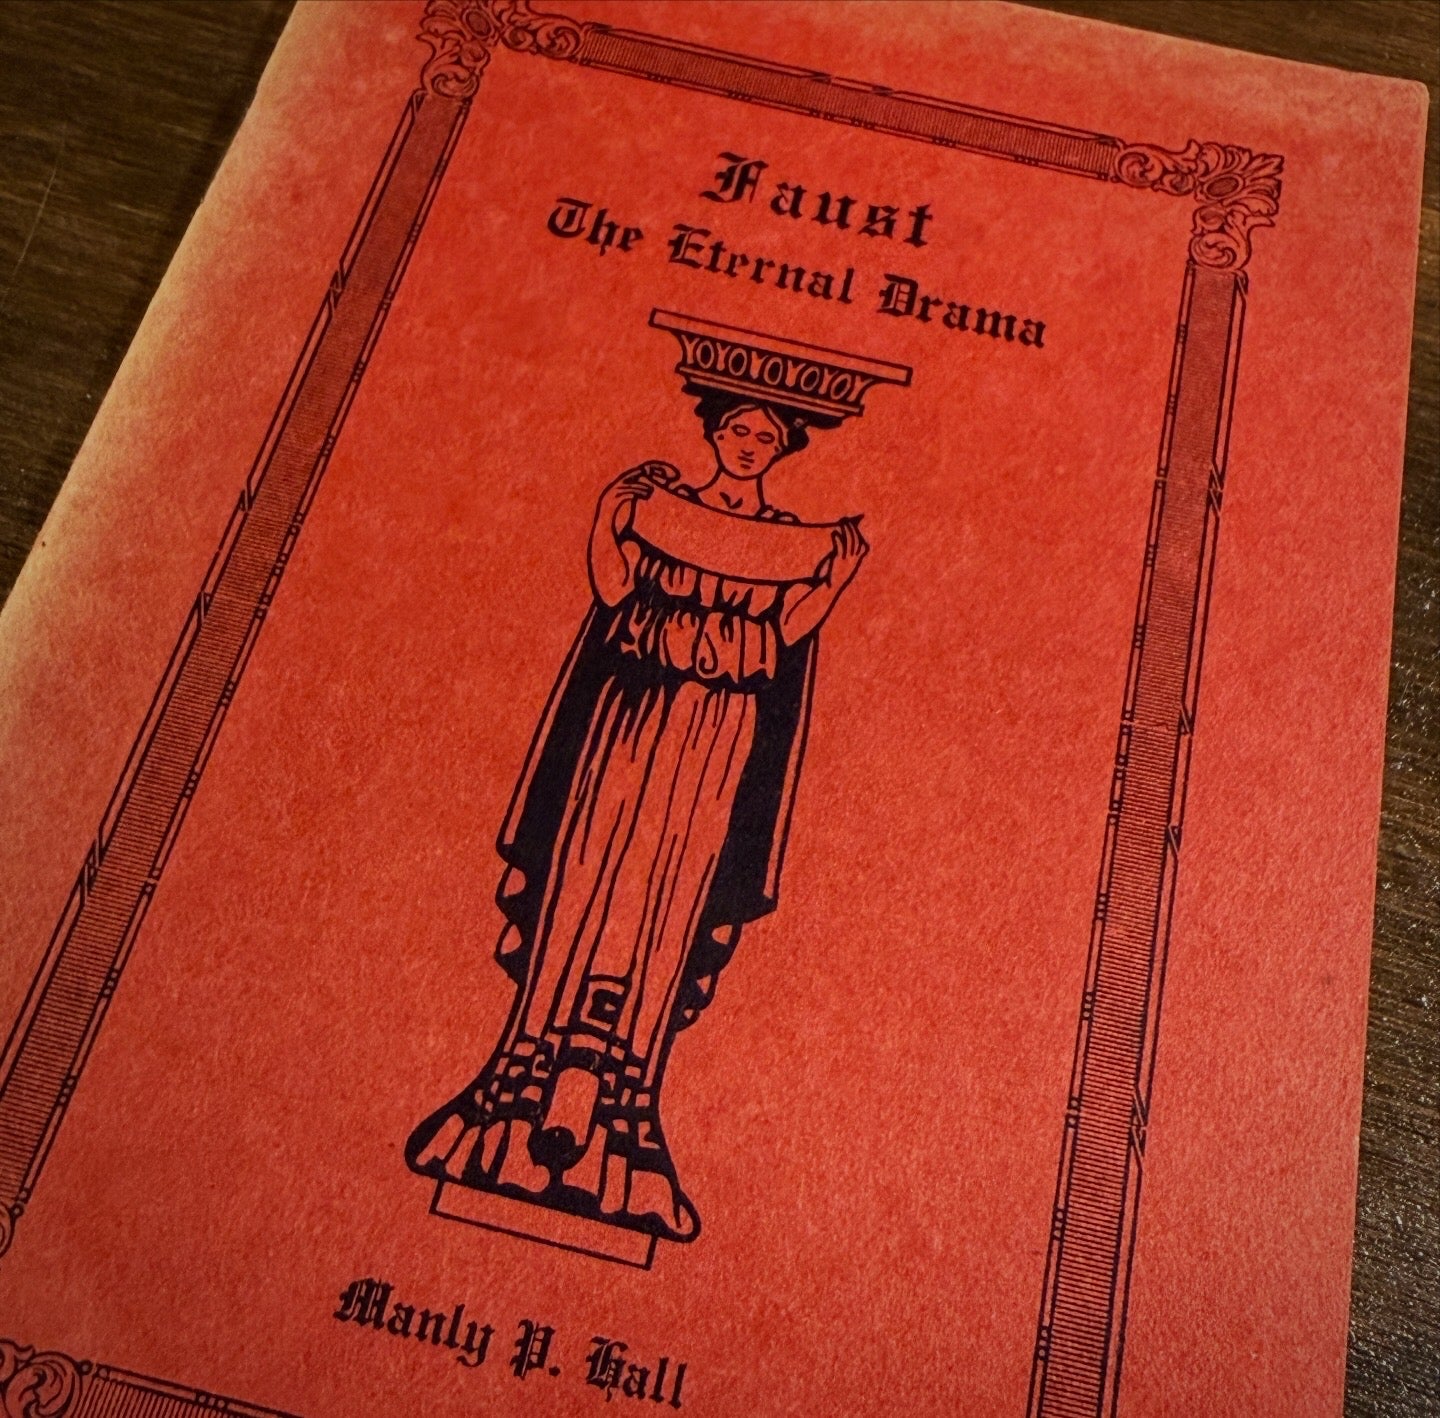 Faust
The Eternal Drama
Manly P. Hall